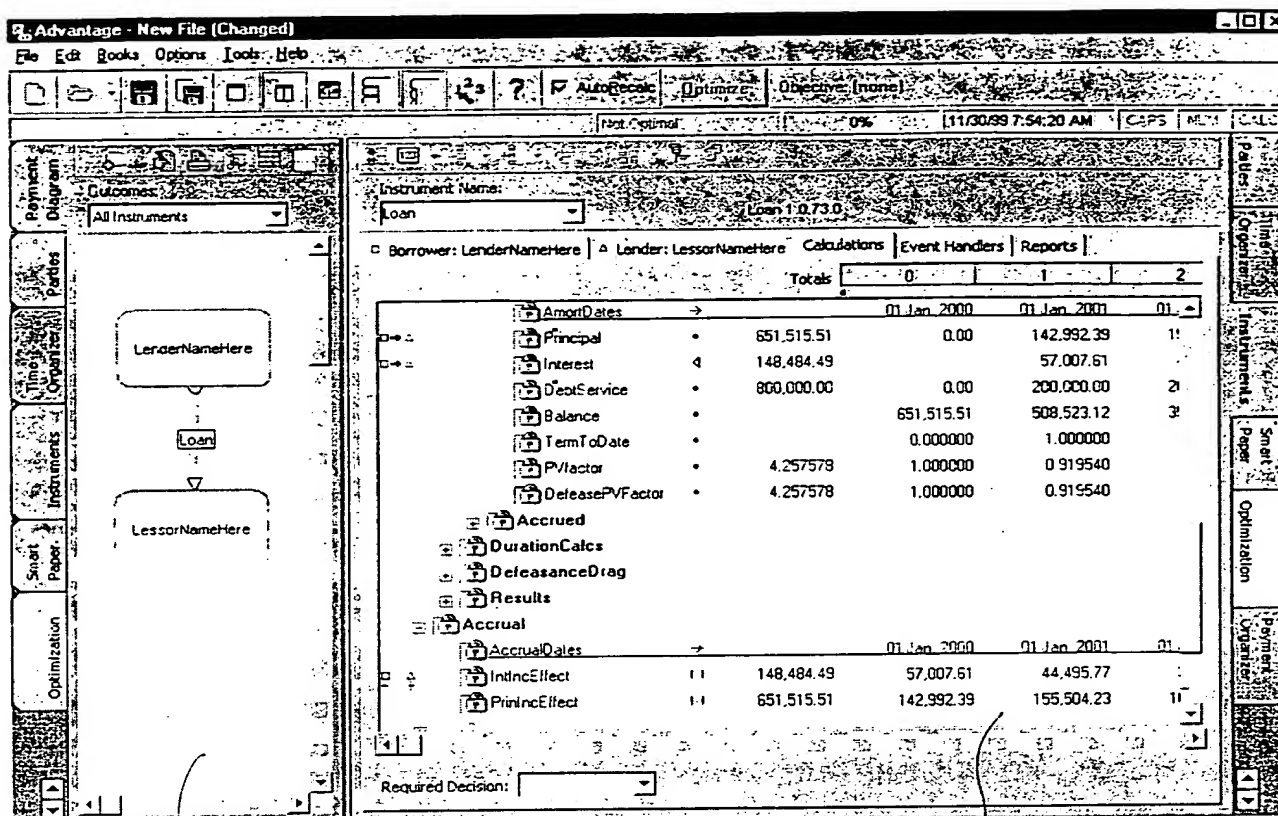 Advantage - New File (Changed)
File Edit Books Options Tools Help
AutoRecalc Optimize Objective: [none]
Not Optimal 0% 11/30/99 7:54:20 AM CAPS NUM CALC
Payment Diagram
Parties
Time Organizer
Instruments
Smart Paper
Optimization
Outcomes:
All Instruments
LenderNameHere
Loan
LessorNameHere
Instrument Name:
Loan
Loan 1.0.73.0
Borrower: LenderNameHere Lender: LessorNameHere Calculations Event Handlers Reports
Totals 0 1 2
AmortDates 01 Jan 2000 01 Jan 2001 01
Principal 651,515.51 0.00 142,992.39
Interest 148,484.49 57,007.61
DebtService 800,000.00 0.00 200,000.00 20
Balance 651,515.51 508,523.12
TermToDate 0.000000 1.000000
PVfactor 4.257578 1.000000 0.919540
DefeasePVFactor 4.257578 1.000000 0.919540
Accrued
DurationCalcs
DefeasanceDrag
Results
Accrual
AccrualDates 01 Jan 2000 01 Jan 2001 01
IntIncEffect 148,484.49 57,007.61 44,495.77
PrinIncEffect 651,515.51 142,992.39 155,504.23
Required Decision:
Parties
Time Organizer
Instruments
Smart Paper
Optimization
Payment Organizer